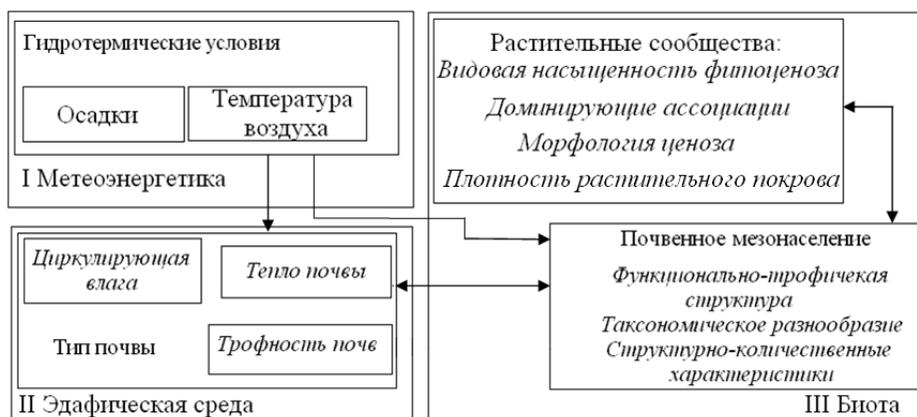 Гидротермические условия
Осадки
Температура
воздуха
I Метеоэнергетика
Циркулирующая
влага
Тепло почвы
Тип почвы
Трофность почв
II Эдафическая среда
Растительные сообщества:
Видовая насыщенность фитоценоза
Доминирующие ассоциации
Морфология ценоза
Плотность растительного покрова
Почвенное мезонаселение
Функционально-трофичекая
структура
Таксономическое разнообразие
Структурно-количественные
характеристики
III Биота